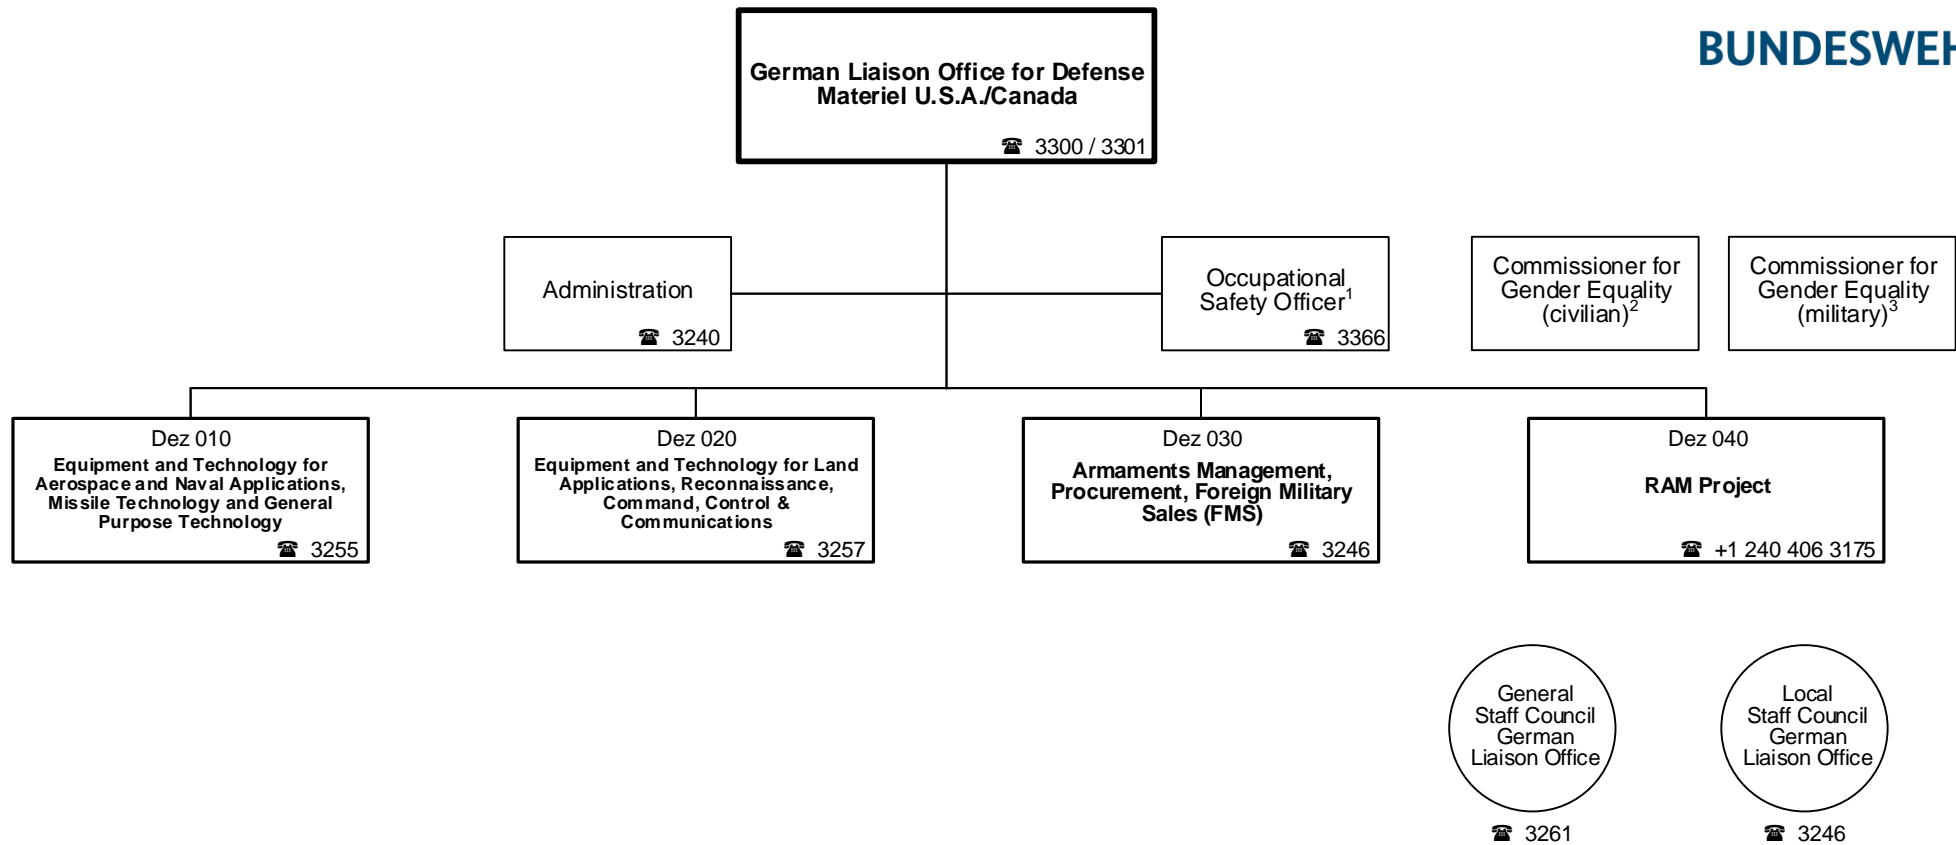 BUNDESWEH
German Liaison Office for Defense
Materiel U.S.A./Canada
☎ 3300 / 3301
Administration
☎ 3240
Occupational
Safety Officer¹
☎ 3366
Commissioner for
Gender Equality
(civilian)²
Commissioner for
Gender Equality
(military)³
Dez 010
Equipment and Technology for
Aerospace and Naval Applications,
Missile Technology and General
Purpose Technology
☎ 3255
Dez 020
Equipment and Technology for Land
Applications, Reconnaissance,
Command, Control &
Communications
☎ 3257
Dez 030
Armaments Management,
Procurement, Foreign Military
Sales (FMS)
☎ 3246
Dez 040
RAM Project
☎ +1 240 406 3175
General
Staff Council
German
Liaison Office
☎ 3261
Local
Staff Council
German
Liaison Office
☎ 3246